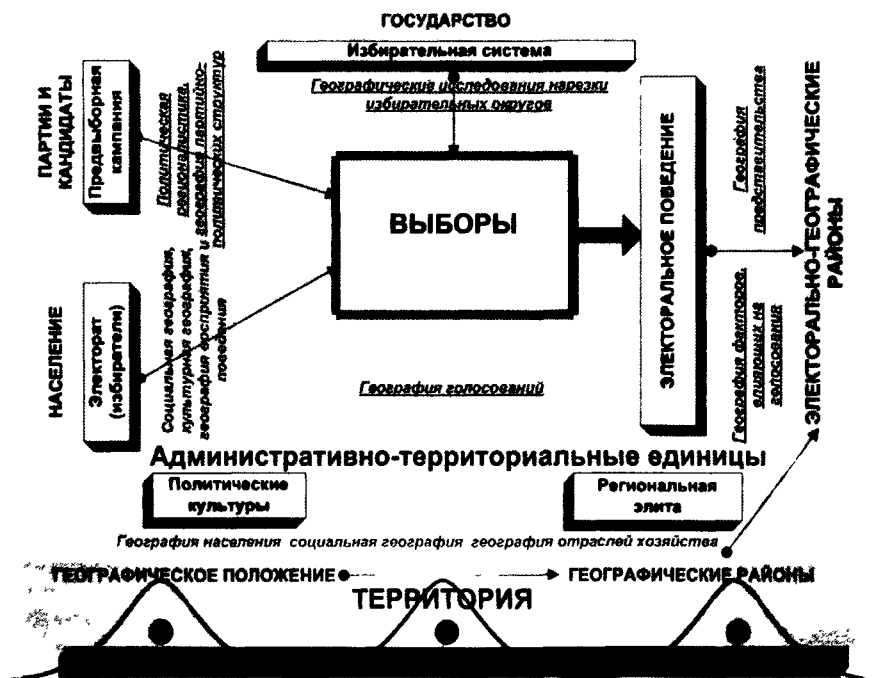 ГОСУДАРСТВО
Избирательная система
Географические исследования нарезки
избирательных округов
ПАРТИИ И
КАНДИДАТЫ
Предвыборная
кампания
Политическая
регионалистика,
география партийно-
политических структур
ВЫБОРЫ
НАСЕЛЕНИЕ
Электорат
(избиратели)
Социальная география,
культурная география,
география восприятия и
поведения
География голосований
ЭЛЕКТОРАЛЬНОЕ ПОВЕДЕНИЕ
География
представительства
География факторов,
влияющих на
голосования
ЭЛЕКТОРАЛЬНО-ГЕОГРАФИЧЕСКИЕ
РАЙОНЫ
Административно-территориальные единицы
Политические
культуры
Региональная
элита
География населения социальная география география отраслей хозяйства
ГЕОГРАФИЧЕСКОЕ ПОЛОЖЕНИЕ
ГЕОГРАФИЧЕСКИЕ РАЙОНЫ
ТЕРРИТОРИЯ